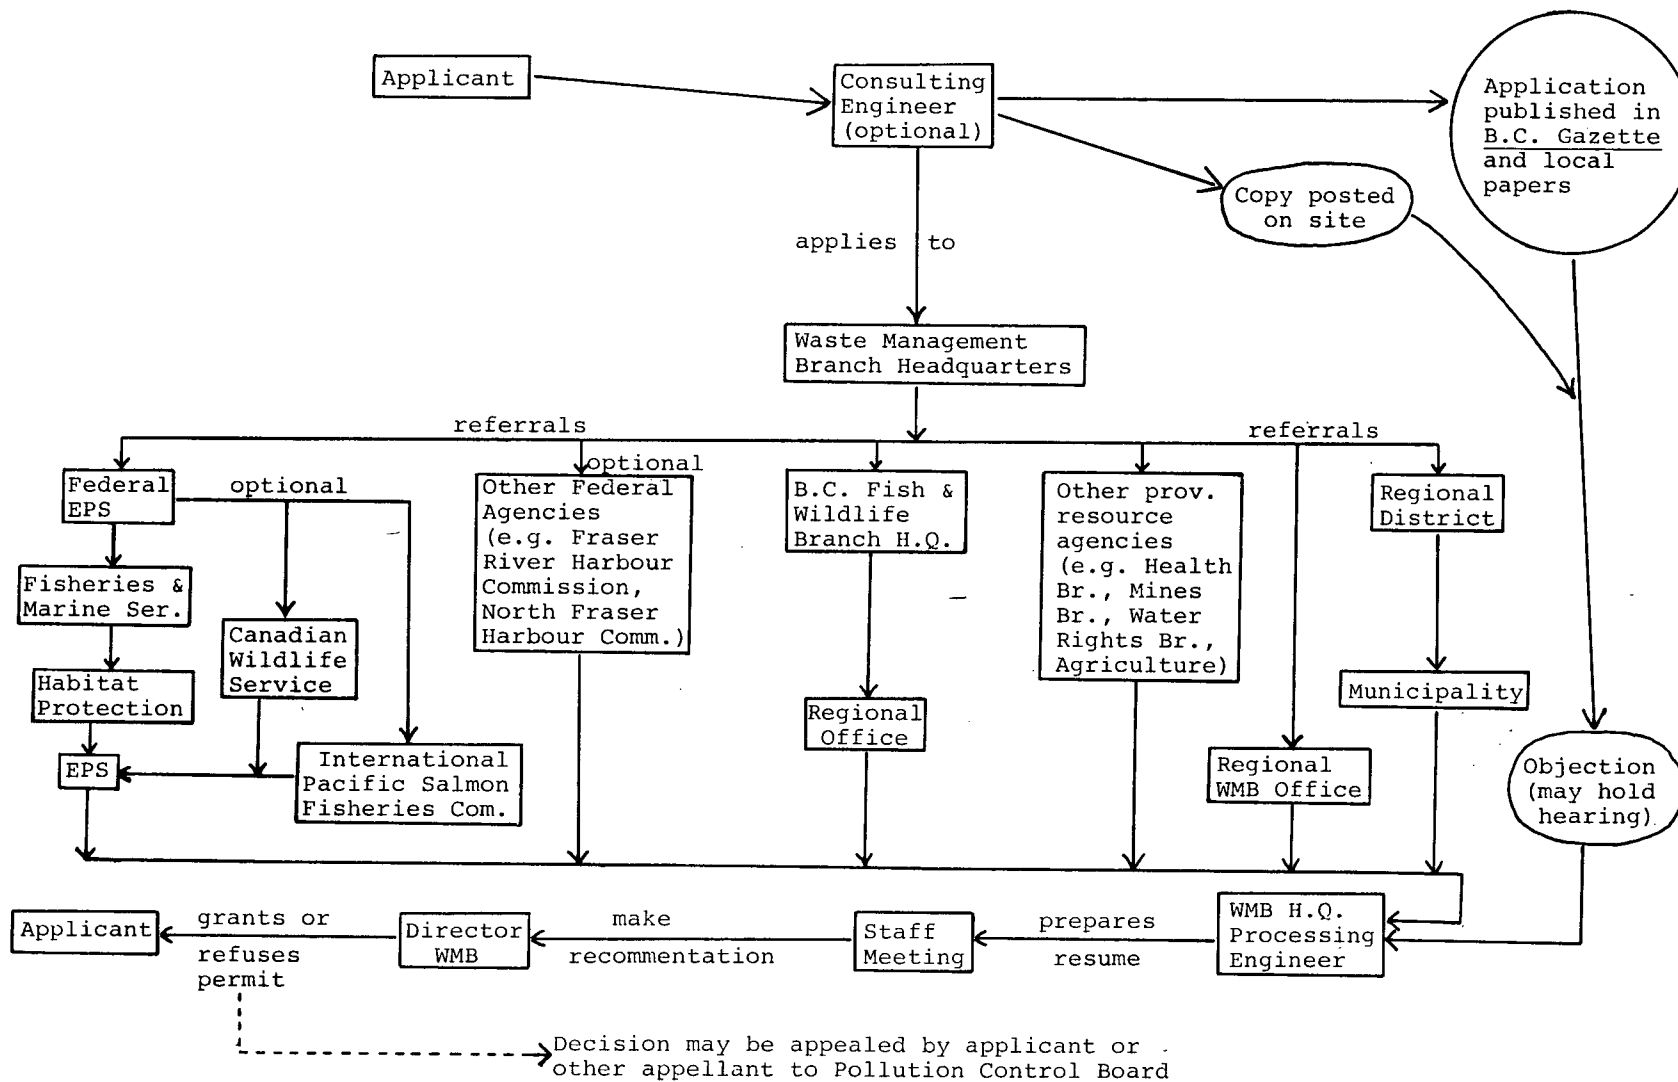 Applicant
Consulting
Engineer
(optional)
Application
published in
B.C. Gazette
and local
papers
Copy posted
on site
applies to
Waste Management
Branch Headquarters
referrals
referrals
Federal
EPS
optional
optional
Other Federal
Agencies
(e.g. Fraser
River Harbour
Commission,
North Fraser
Harbour Comm.)
B.C. Fish &
Wildlife
Branch H.Q.
Other prov.
resource
agencies
(e.g. Health
Br., Mines
Br., Water
Rights Br.,
Agriculture)
Regional
District
Fisheries &
Marine Ser.
Canadian
Wildlife
Service
Habitat
Protection
Regional
Office
Municipality
EPS
International
Pacific Salmon
Fisheries Com.
Regional
WMB Office
Objection
(may hold
hearing)
Applicant
grants or
refuses
permit
Director
WMB
make
recommentation
Staff
Meeting
prepares
resume
WMB H.Q.
Processing
Engineer
Decision may be appealed by applicant or
other appellant to Pollution Control Board